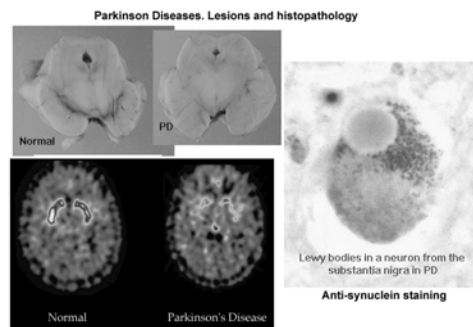 Parkinson Diseases. Lesions and histopathology
Normal
PD
Normal
Parkinson's Disease
Lewy bodies in a neuron from the
substantia nigra in PD
Anti-synuclein staining